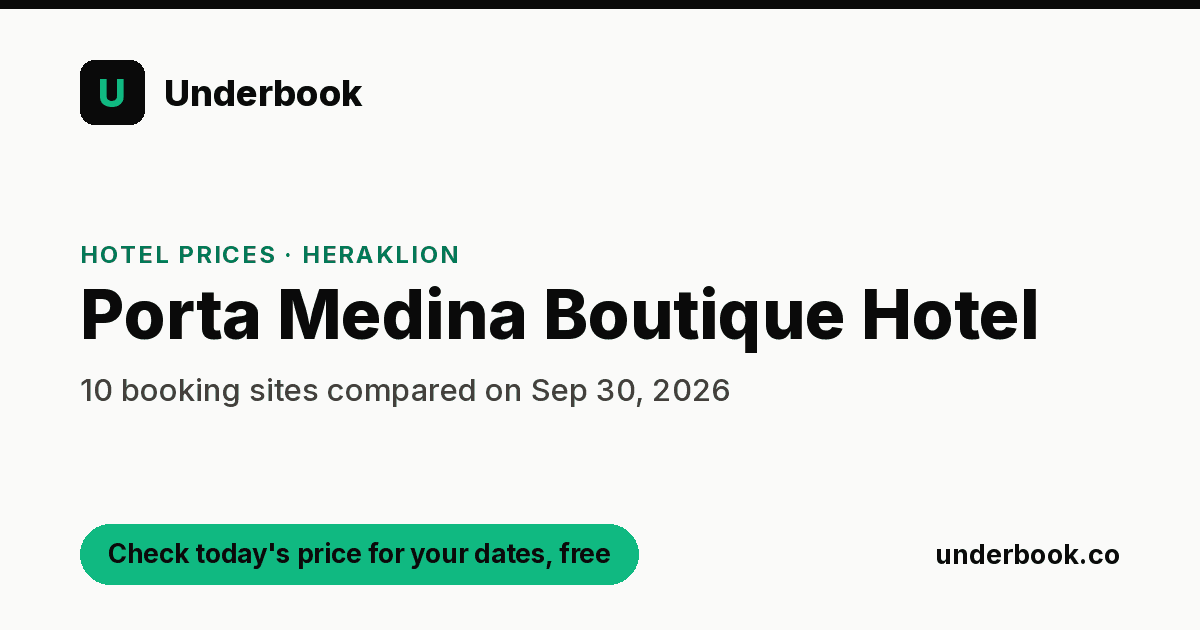 U
Underbook
HOTEL PRICES · HERAKLION
Porta Medina Boutique Hotel
10 booking sites compared on Sep 30, 2026
Check today's price for your dates, free
underbook.co